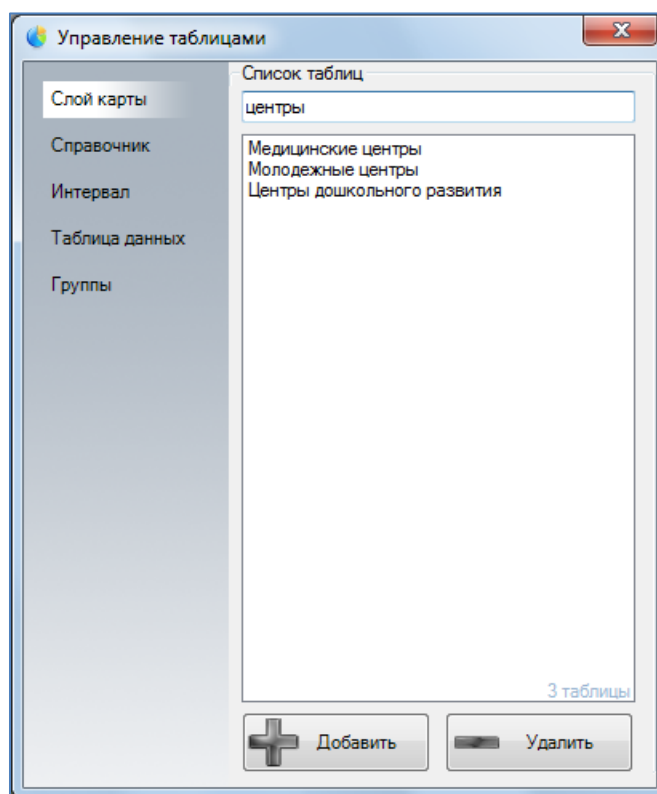 Управление таблицами
Слой карты
Справочник
Интервал
Таблица данных
Группы
Список таблиц
центры
Медицинские центры
Молодежные центры
Центры дошкольного развития
3 таблицы
Добавить
Удалить